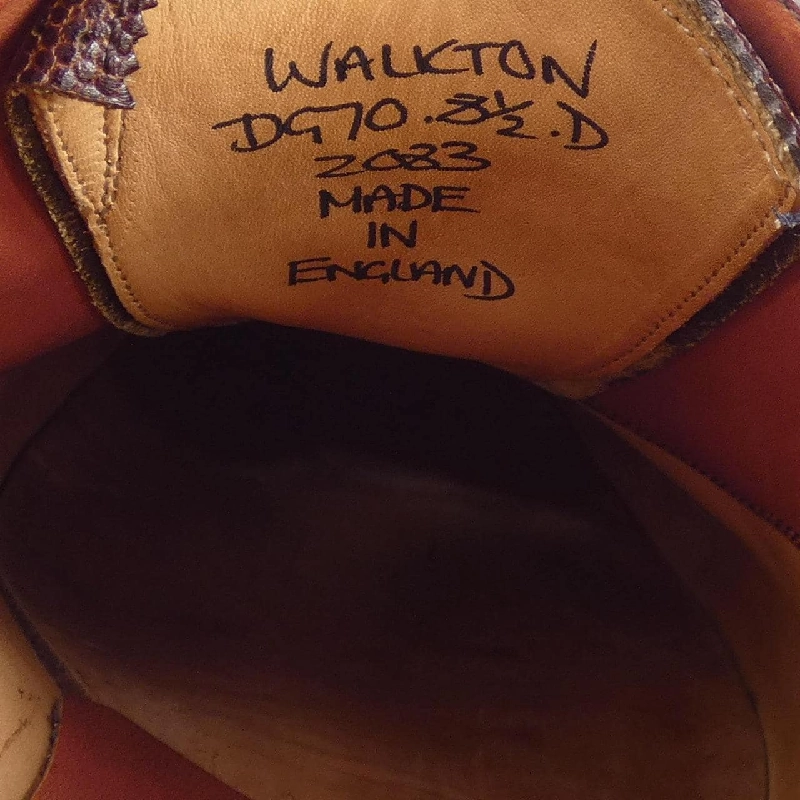 WALKTON
DG70.8½.D
2083
MADE
IN
ENGLAND